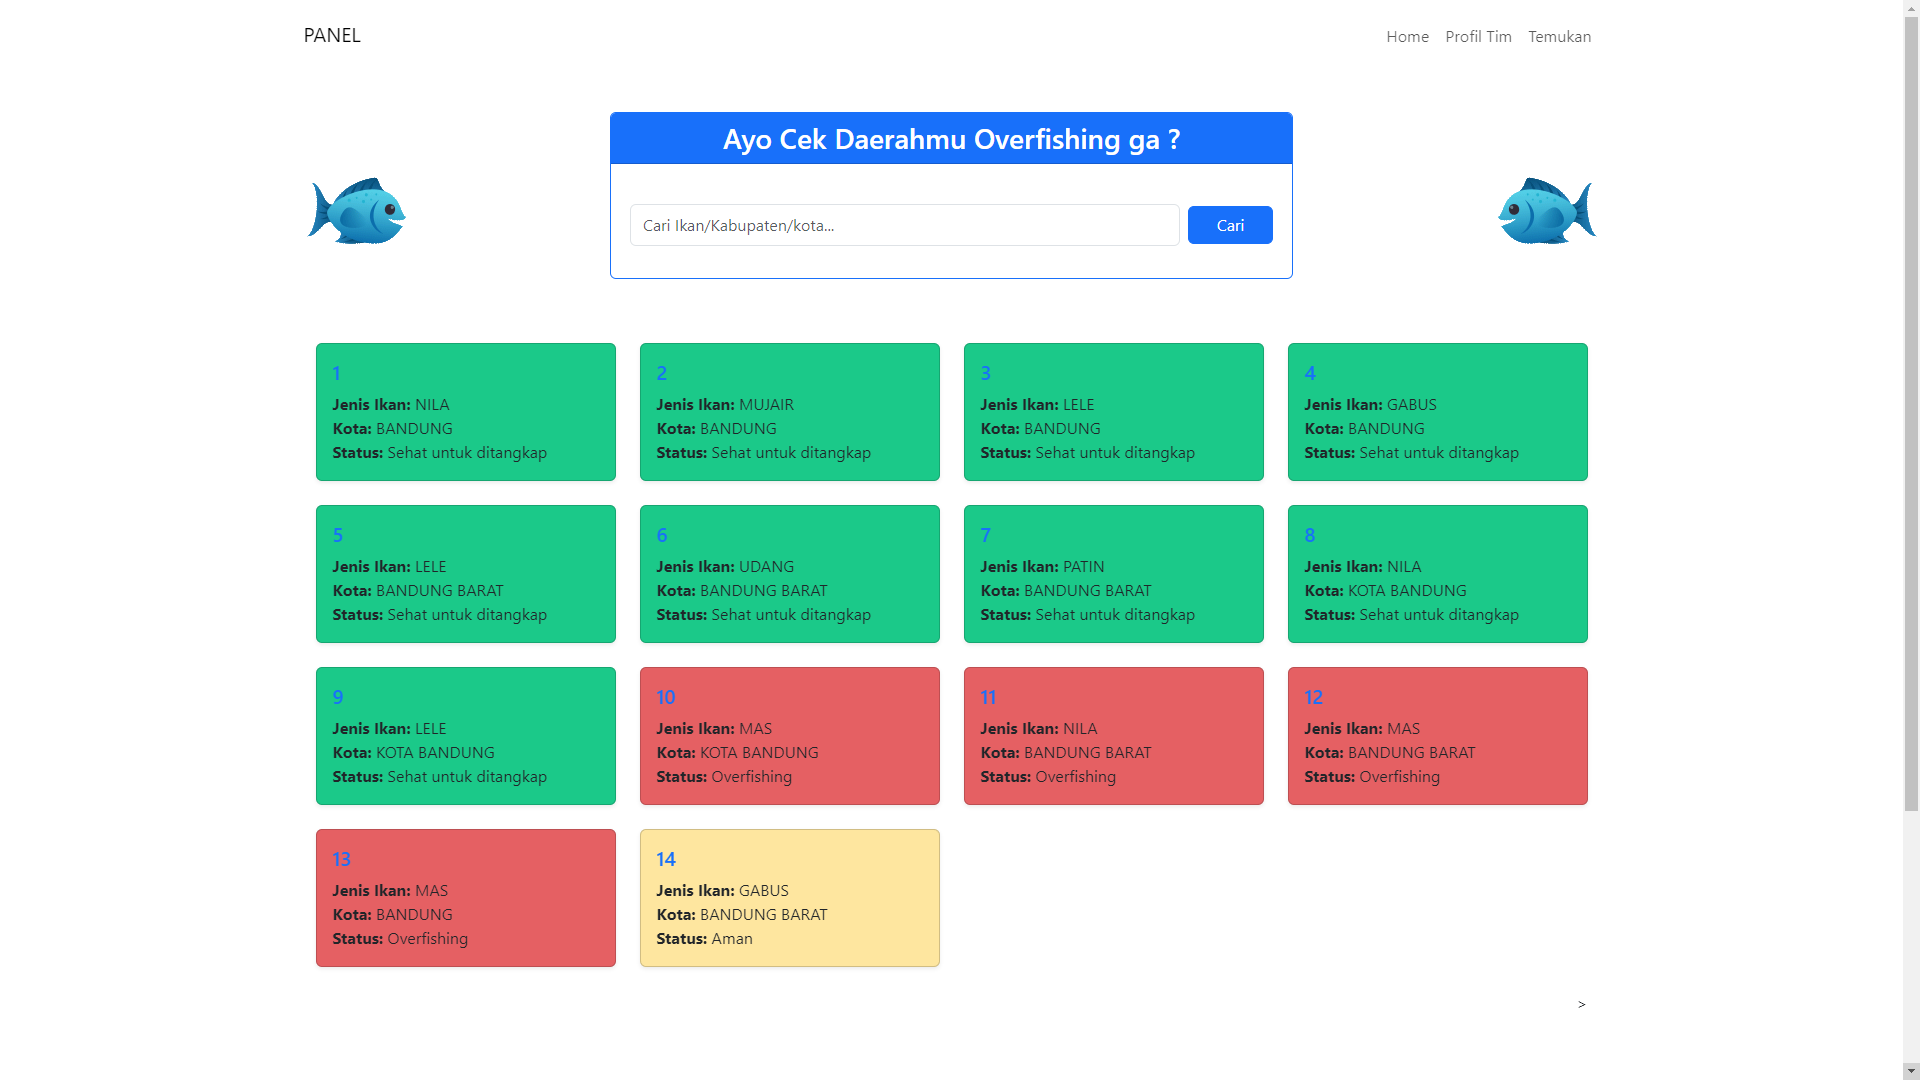 PANEL
Home Profil Tim Temukan
Ayo Cek Daerahmu Overfishing ga ?
Cari Ikan/Kabupaten/kota...
Cari
1
Jenis Ikan: NILA
Kota: BANDUNG
Status: Sehat untuk ditangkap
2
Jenis Ikan: MUJAIR
Kota: BANDUNG
Status: Sehat untuk ditangkap
3
Jenis Ikan: LELE
Kota: BANDUNG
Status: Sehat untuk ditangkap
4
Jenis Ikan: GABUS
Kota: BANDUNG
Status: Sehat untuk ditangkap
5
Jenis Ikan: LELE
Kota: BANDUNG BARAT
Status: Sehat untuk ditangkap
6
Jenis Ikan: UDANG
Kota: BANDUNG BARAT
Status: Sehat untuk ditangkap
7
Jenis Ikan: PATIN
Kota: BANDUNG BARAT
Status: Sehat untuk ditangkap
8
Jenis Ikan: NILA
Kota: KOTA BANDUNG
Status: Sehat untuk ditangkap
9
Jenis Ikan: LELE
Kota: KOTA BANDUNG
Status: Sehat untuk ditangkap
10
Jenis Ikan: MAS
Kota: KOTA BANDUNG
Status: Overfishing
11
Jenis Ikan: NILA
Kota: BANDUNG BARAT
Status: Overfishing
12
Jenis Ikan: MAS
Kota: BANDUNG BARAT
Status: Overfishing
13
Jenis Ikan: MAS
Kota: BANDUNG
Status: Overfishing
14
Jenis Ikan: GABUS
Kota: BANDUNG BARAT
Status: Aman
>